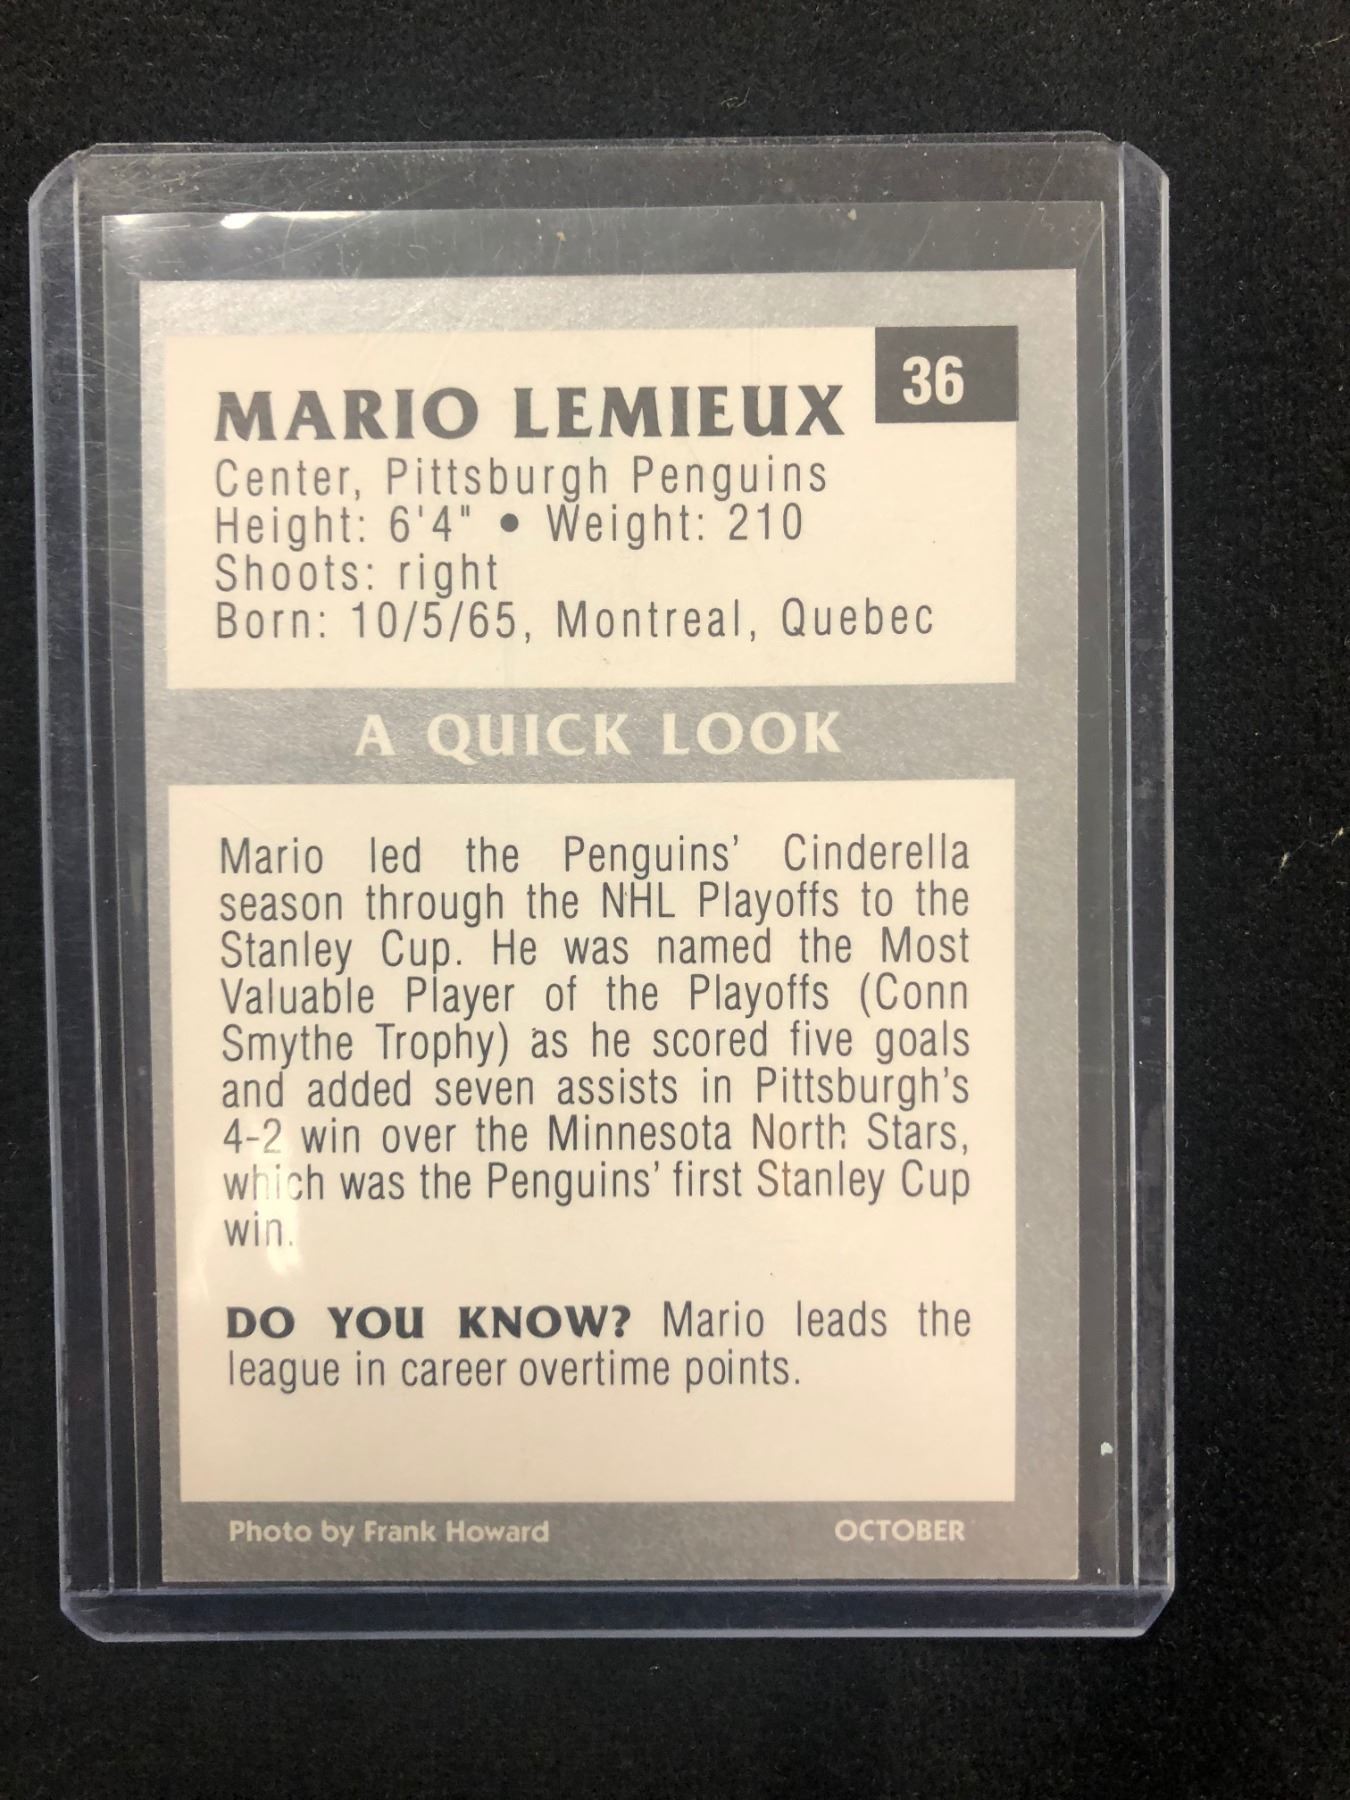 36
MARIO LEMIEUX
Center, Pittsburgh Penguins
Height: 6'4" • Weight: 210
Shoots: right
Born: 10/5/65, Montreal, Quebec
A QUICK LOOK
Mario led the Penguins' Cinderella
season through the NHL Playoffs to the
Stanley Cup. He was named the Most
Valuable Player of the Playoffs (Conn
Smythe Trophy) as he scored five goals
and added seven assists in Pittsburgh's
4-2 win over the Minnesota North Stars,
which was the Penguins' first Stanley Cup
win.
DO YOU KNOW? Mario leads the
league in career overtime points.
Photo by Frank Howard
OCTOBER